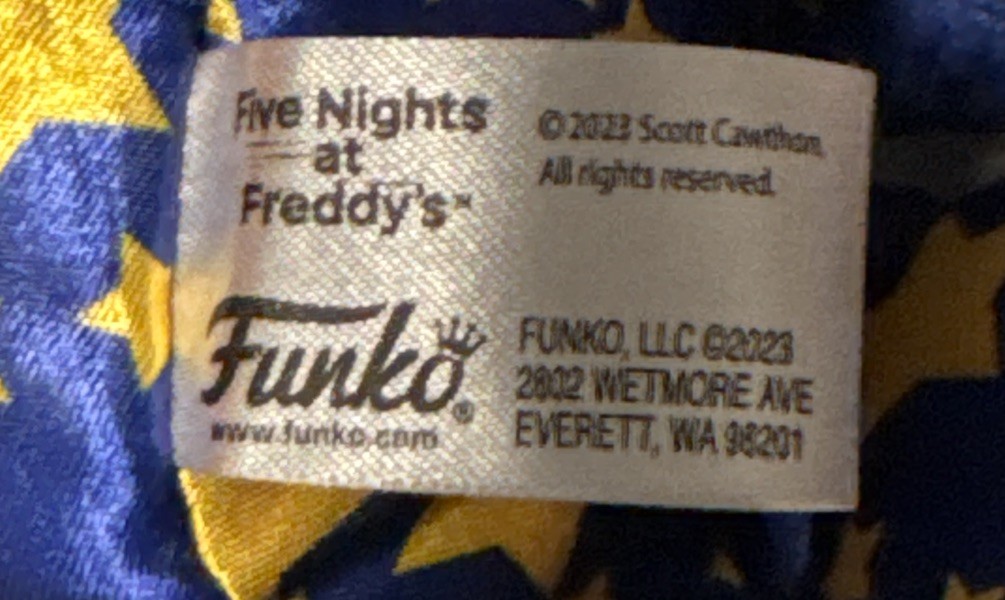 Five Nights
at
Freddy's™
©2023 Scott Cawthon.
All rights reserved.
Funko®
www.funko.com
FUNKO, LLC ©2023
2802 WETMORE AVE
EVERETT, WA 98201